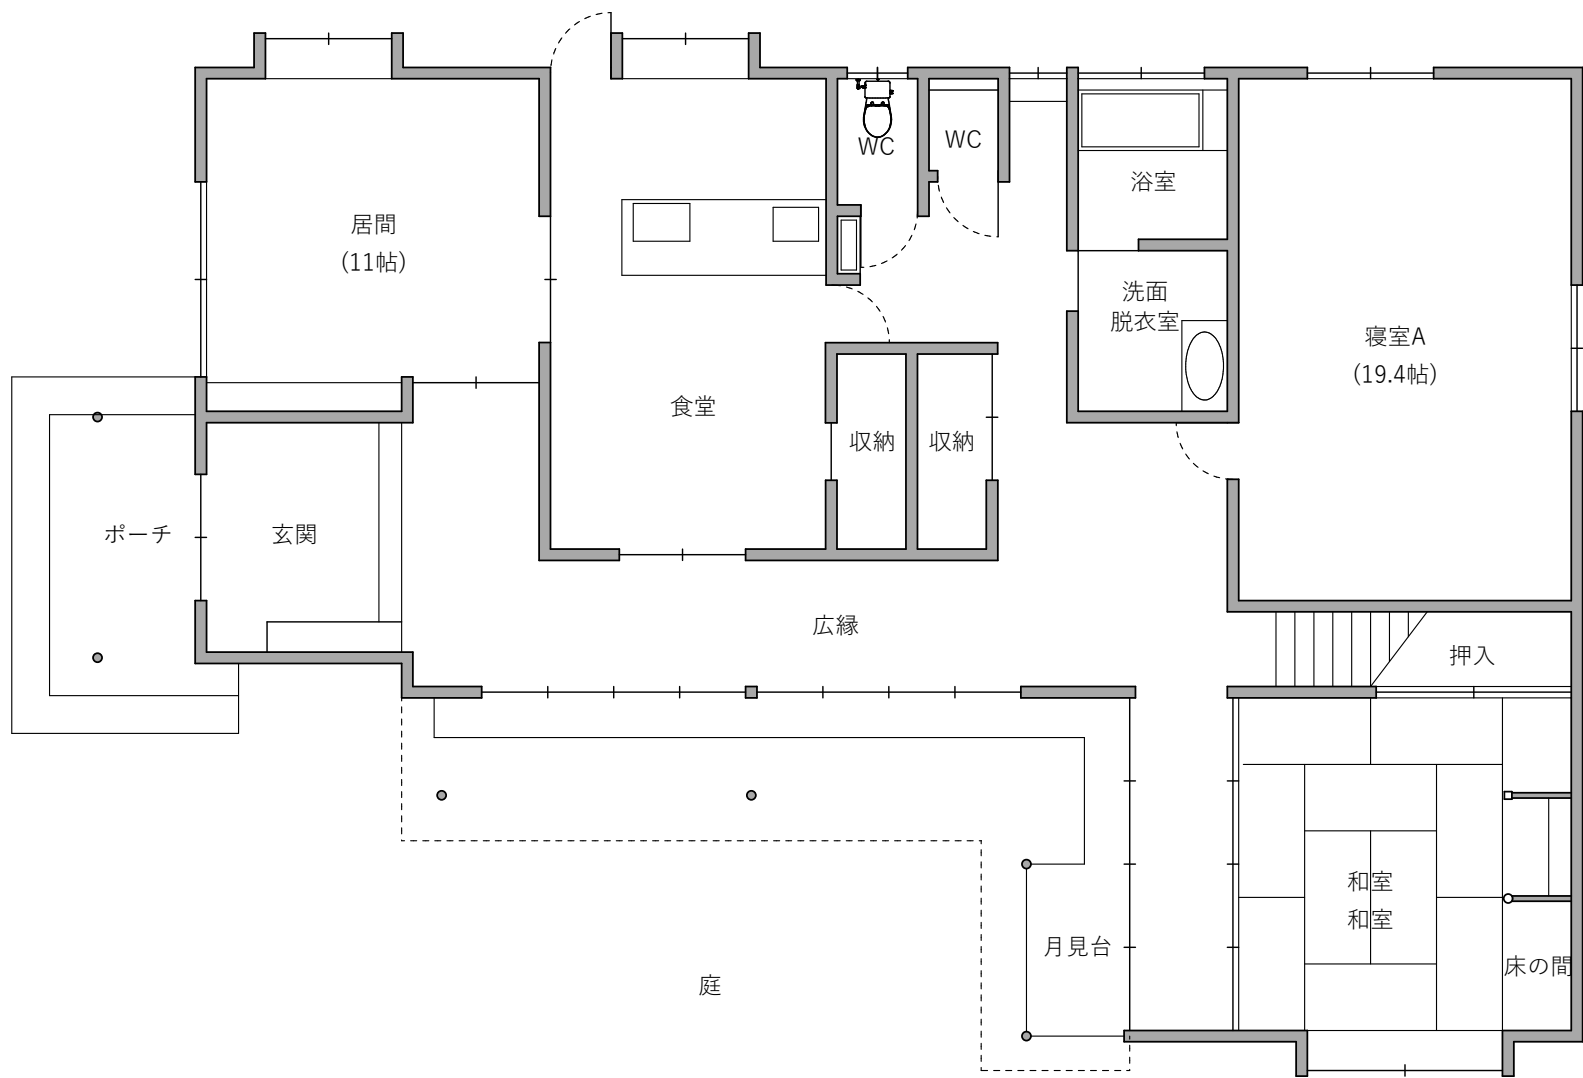 WC
WC
浴室
居間
(11帖)
洗面
脱衣室
寝室A
(19.4帖)
食堂
収納
収納
ポーチ
玄関
広縁
押入
和室
和室
月見台
床の間
庭